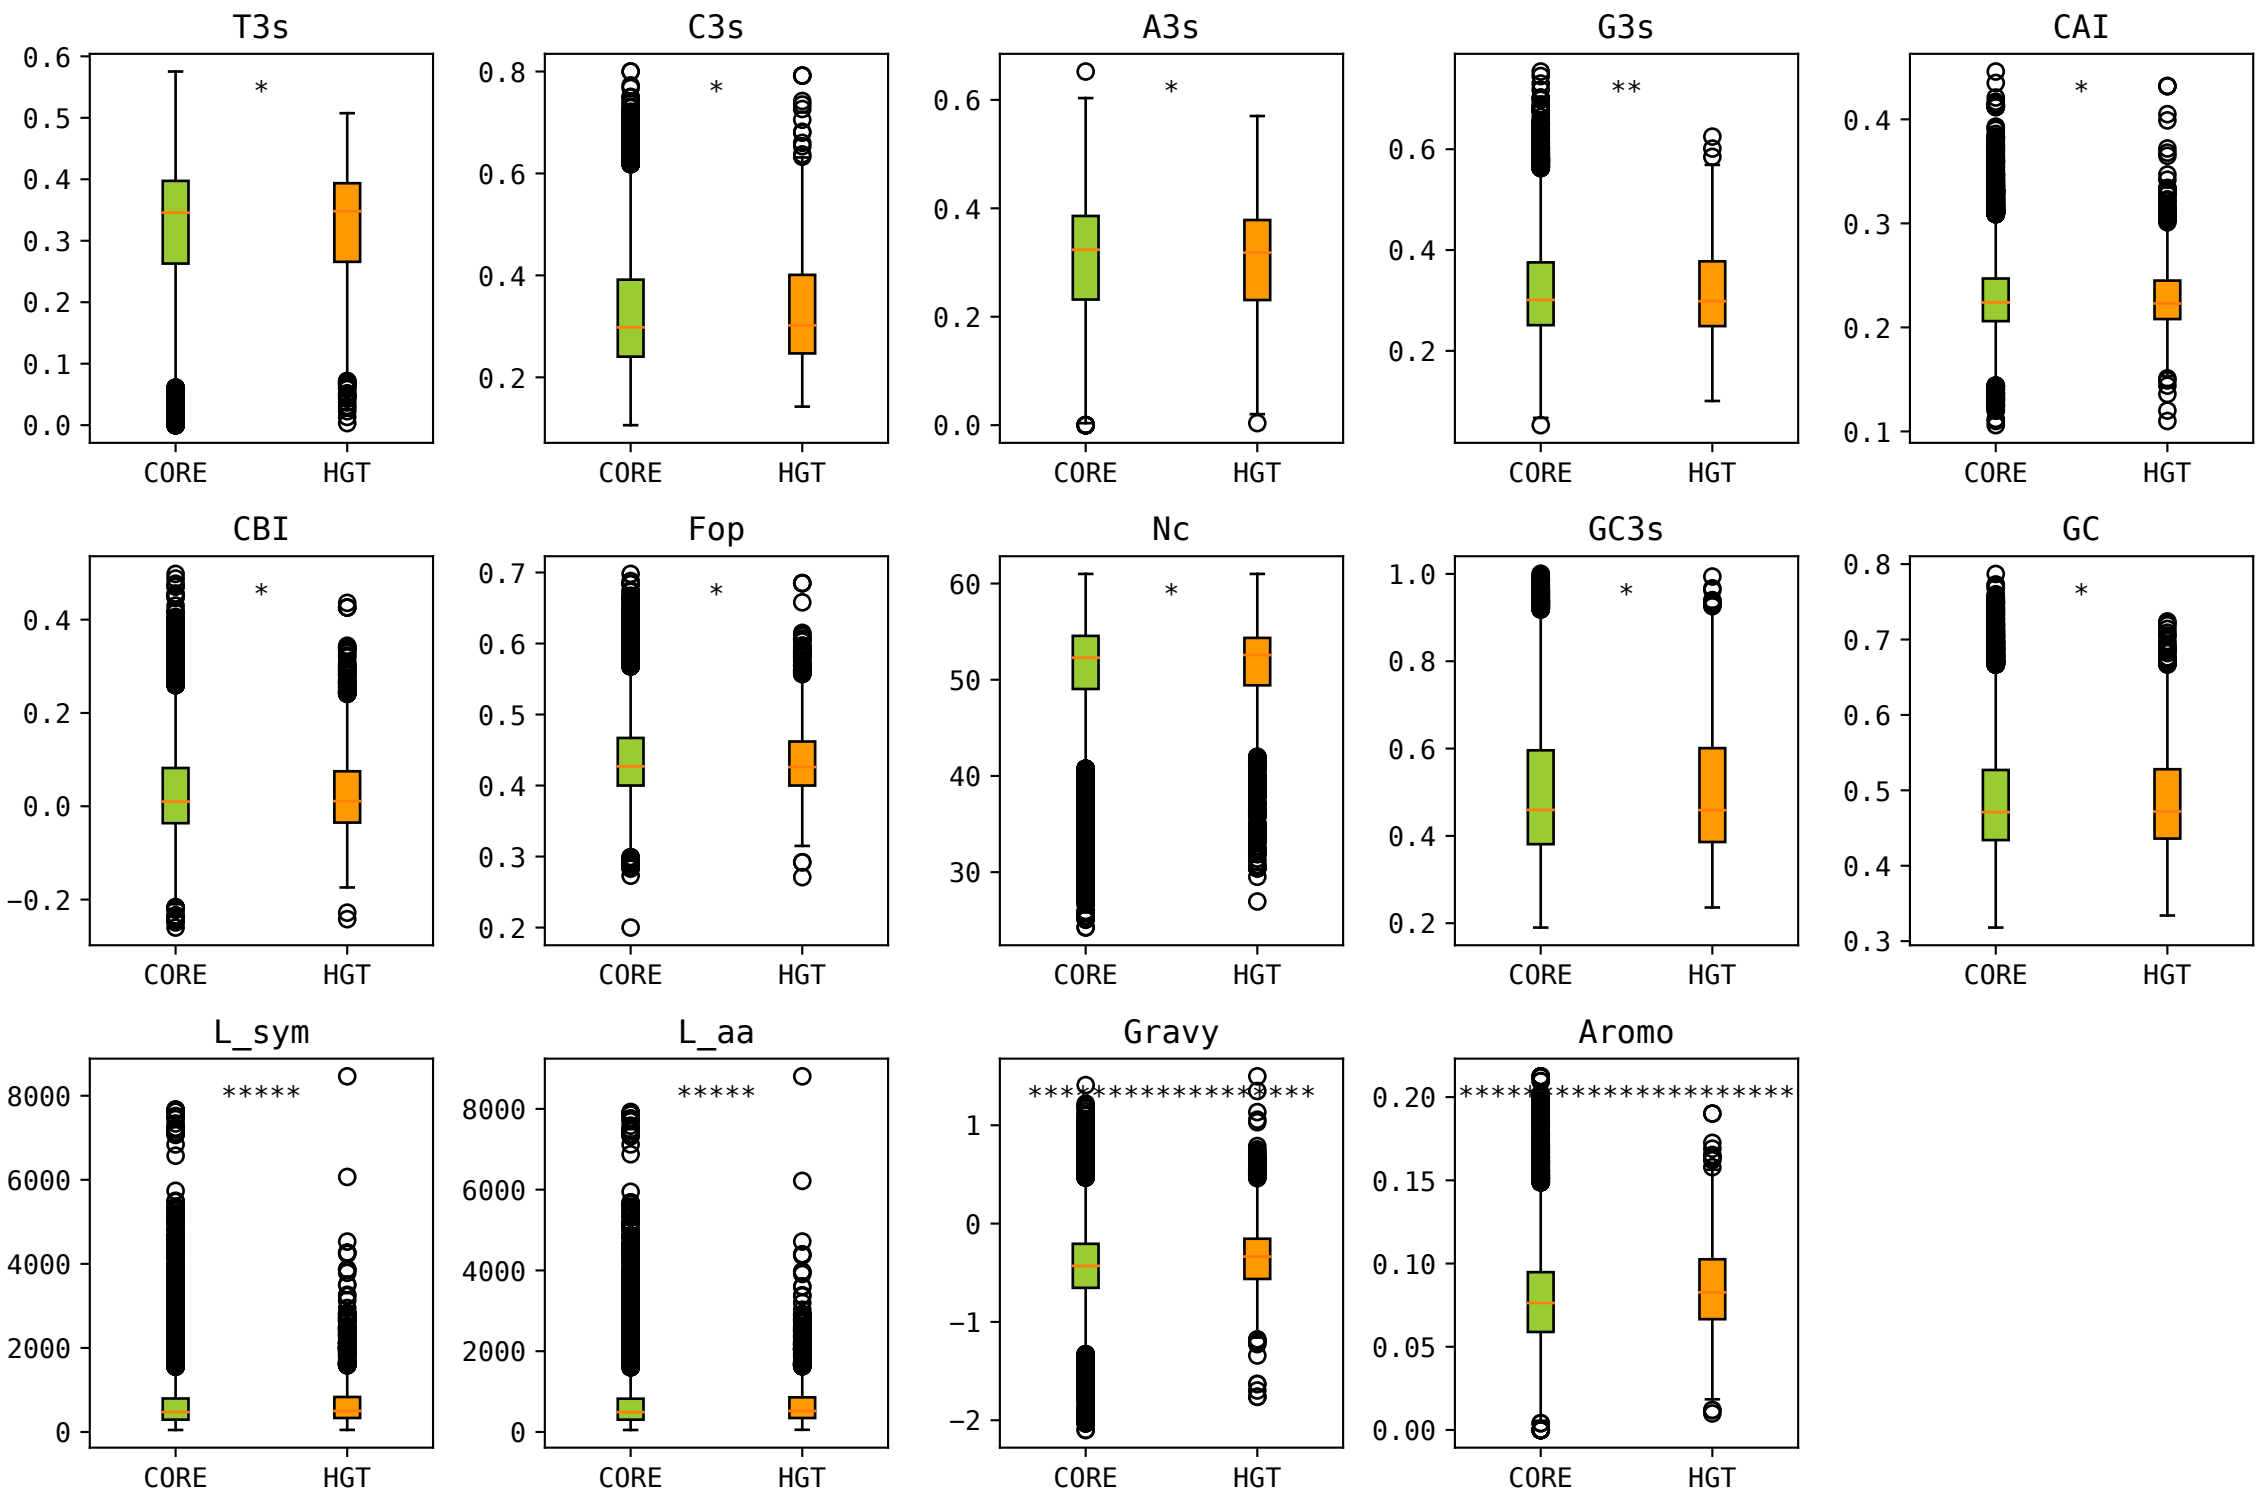 T3s
C3s
A3s
G3s
CAI
0.6
0.5
0.4
0.3
0.2
0.1
0.0
*
CORE
HGT
0.8
0.6
0.4
0.2
*
CORE
HGT
0.6
0.4
0.2
0.0
*
CORE
HGT
0.6
0.4
0.2
**
CORE
HGT
0.4
0.3
0.2
0.1
*
CORE
HGT
CBI
Fop
Nc
GC3s
GC
0.4
0.2
0.0
−0.2
*
CORE
HGT
0.7
0.6
0.5
0.4
0.3
0.2
*
CORE
HGT
60
50
40
30
*
CORE
HGT
1.0
0.8
0.6
0.4
0.2
*
CORE
HGT
0.8
0.7
0.6
0.5
0.4
0.3
*
CORE
HGT
L_sym
L_aa
Gravy
Aromo
8000
6000
4000
2000
0
*****
CORE
HGT
8000
6000
4000
2000
0
*****
CORE
HGT
1
0
−1
−2
******************
CORE
HGT
0.20
0.15
0.10
0.05
0.00
*********************
CORE
HGT